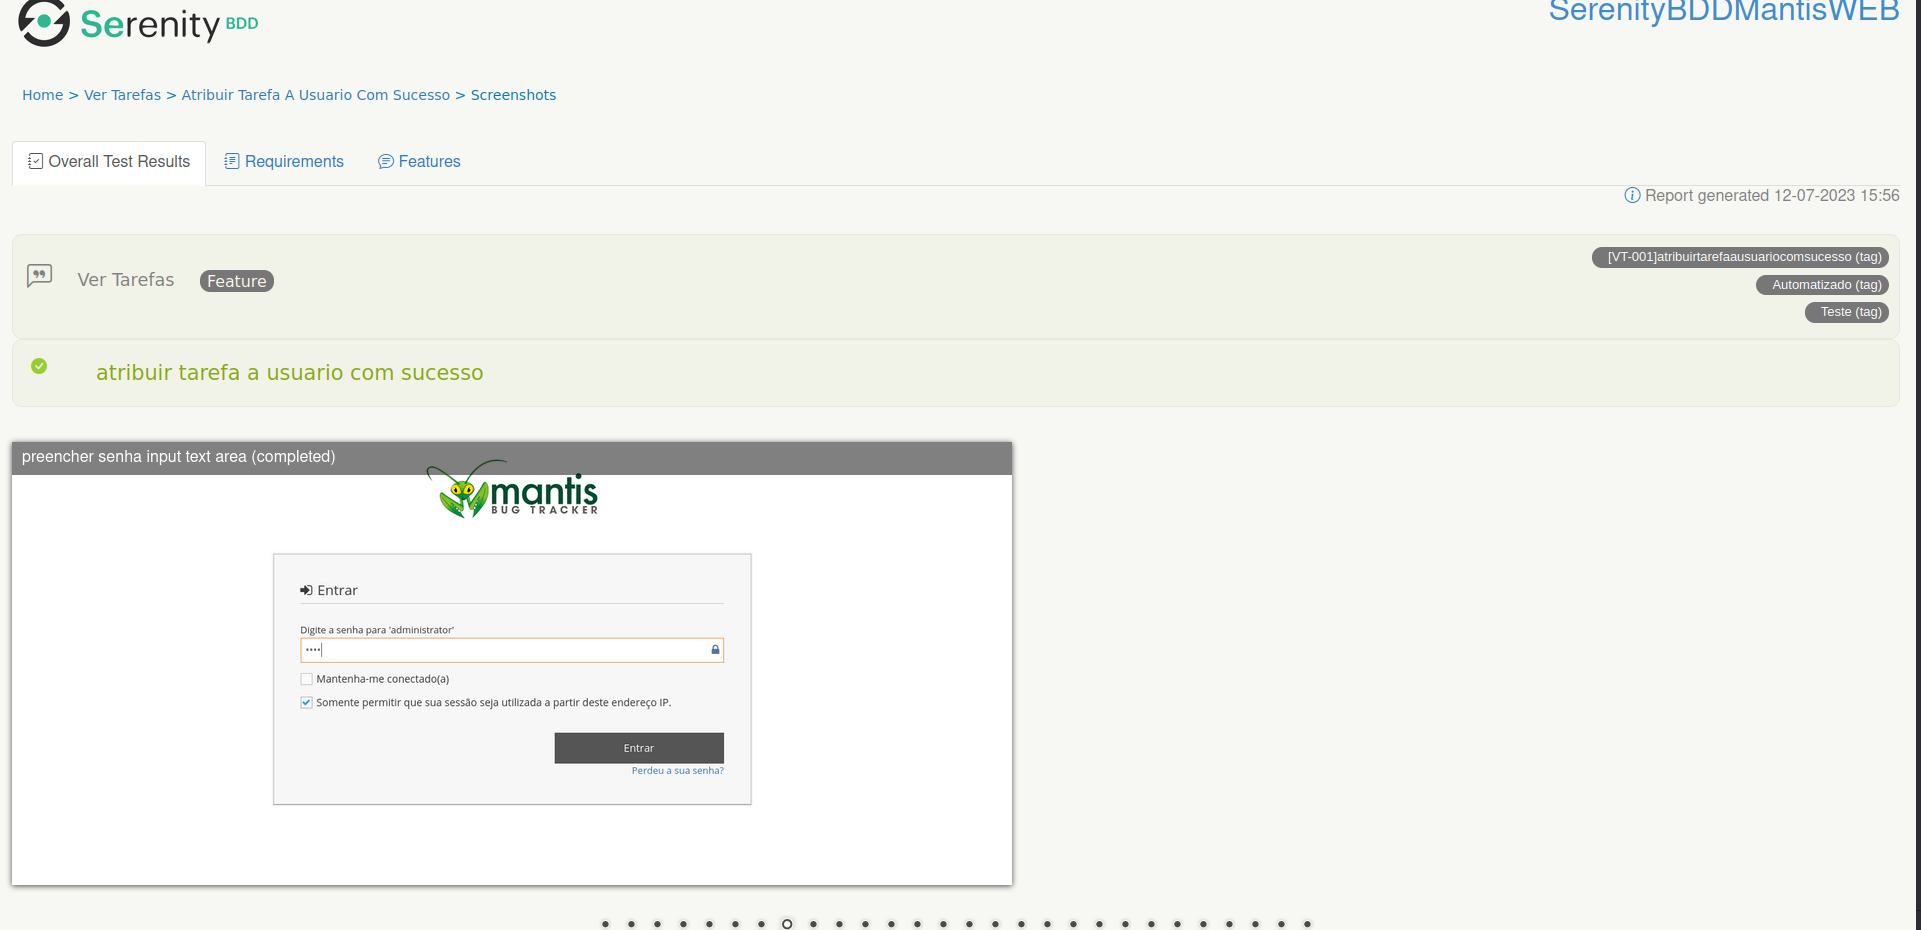 Serenity BDD
SerenityBDDMantisWEB
Home > Ver Tarefas > Atribuir Tarefa A Usuario Com Sucesso > Screenshots
Overall Test Results
Requirements
Features
Report generated 12-07-2023 15:56
Ver Tarefas
Feature
[VT-001]atribuirtarefaausuariocomsucesso (tag)
Automatizado (tag)
Teste (tag)
atribuir tarefa a usuario com sucesso
preencher senha input text area (completed)
mantis
BUG TRACKER
Entrar
Digite a senha para 'administrator'
••••
Mantenha-me conectado(a)
Somente permitir que sua sessão seja utilizada a partir deste endereço IP.
Entrar
Perdeu a sua senha?